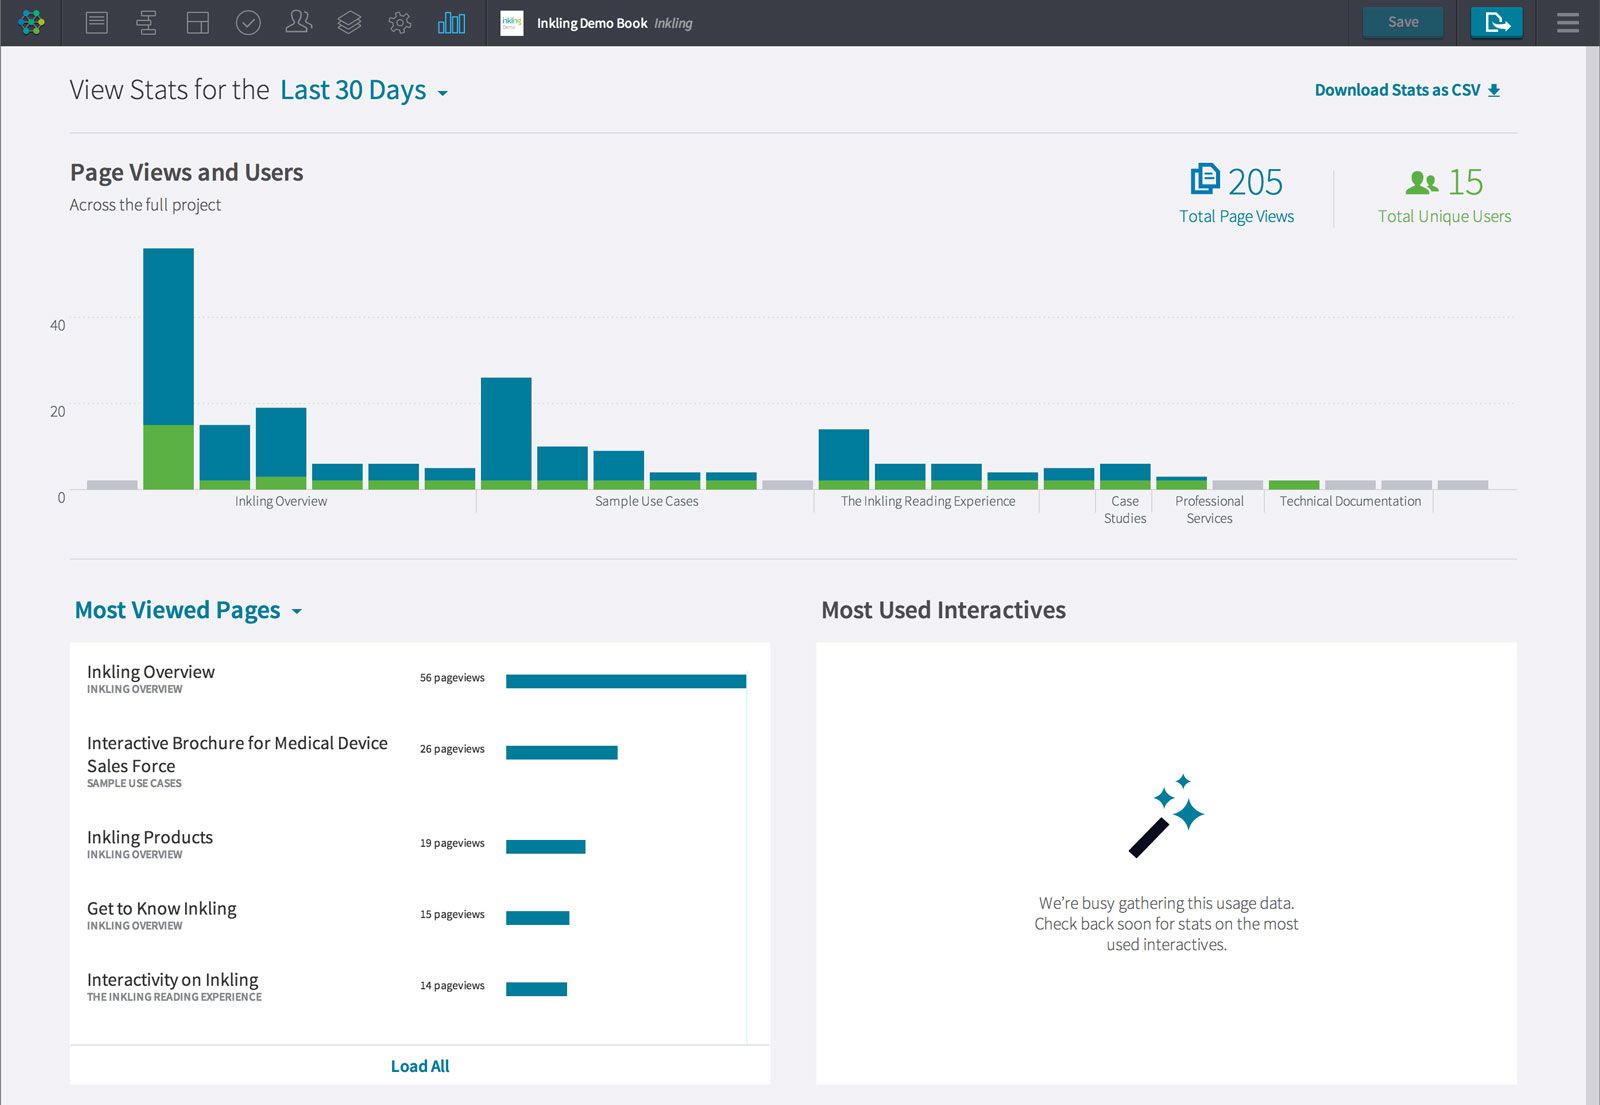 inkling
Inkling Demo Book Inkling
Save
View Stats for the Last 30 Days
Download Stats as CSV
Page Views and Users
Across the full project
205
Total Page Views
15
Total Unique Users
40
20
0
Inkling Overview
Sample Use Cases
The Inkling Reading Experience
Case
Studies
Professional
Services
Technical Documentation
Most Viewed Pages
Inkling Overview
INKLING OVERVIEW
56 pageviews
Interactive Brochure for Medical Device
Sales Force
SAMPLE USE CASES
26 pageviews
Inkling Products
INKLING OVERVIEW
19 pageviews
Get to Know Inkling
INKLING OVERVIEW
15 pageviews
Interactivity on Inkling
THE INKLING READING EXPERIENCE
14 pageviews
Load All
Most Used Interactives
We're busy gathering this usage data.
Check back soon for stats on the most
used interactives.